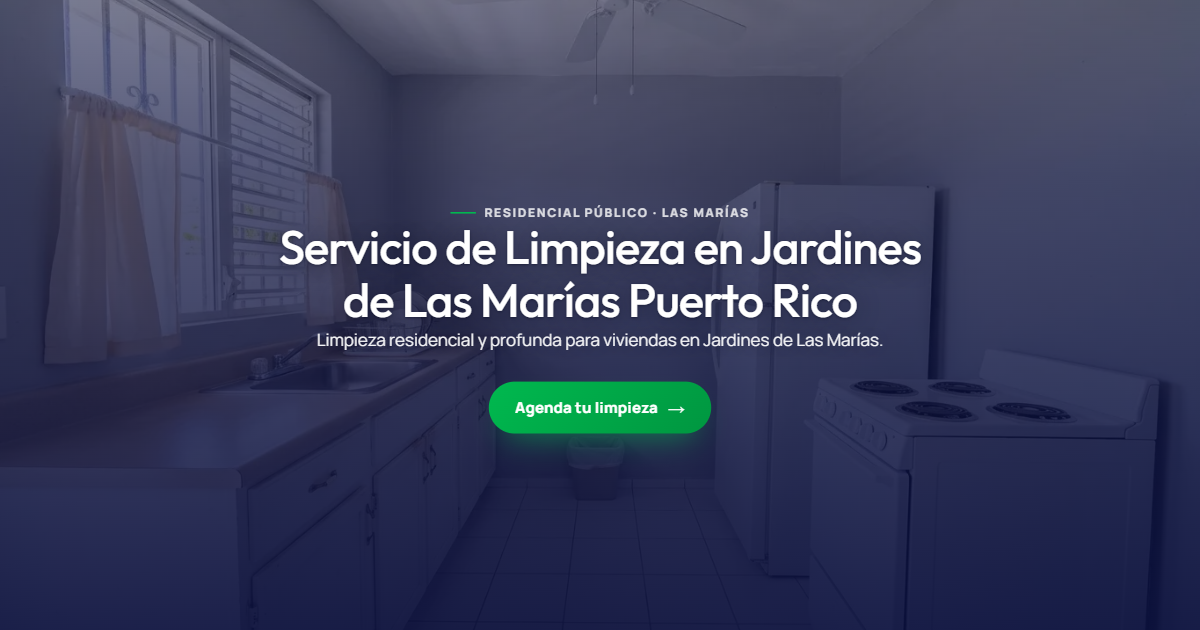 RESIDENCIAL PÚBLICO · LAS MARÍAS
Servicio de Limpieza en Jardines
de Las Marías Puerto Rico
Limpieza residencial y profunda para viviendas en Jardines de Las Marías.
Agenda tu limpieza →